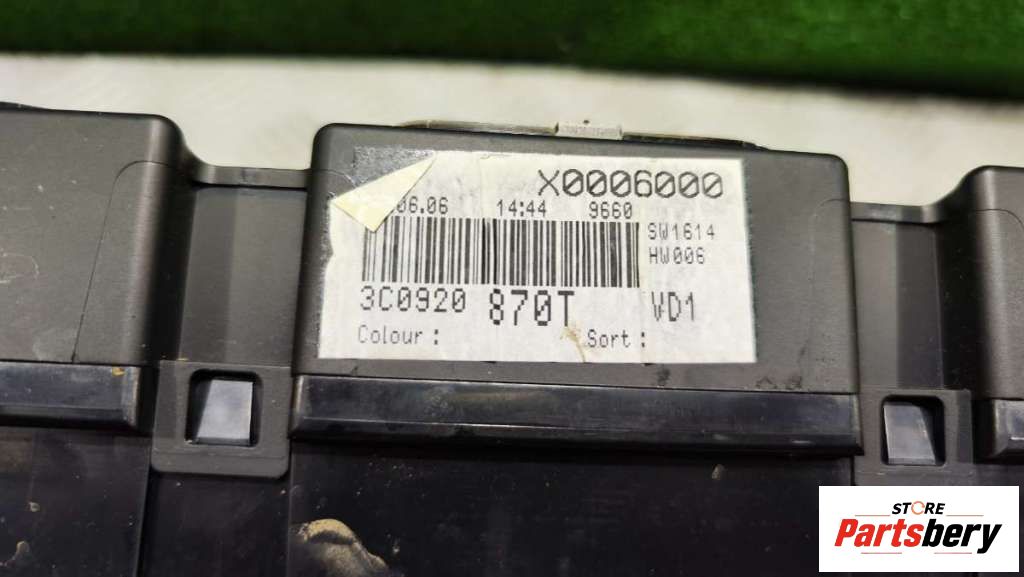 X0006000
06.06 14:44 9660
SW1614
HW006
3C0920 870T VD1
Colour : Sort :
STORE
Partsbery